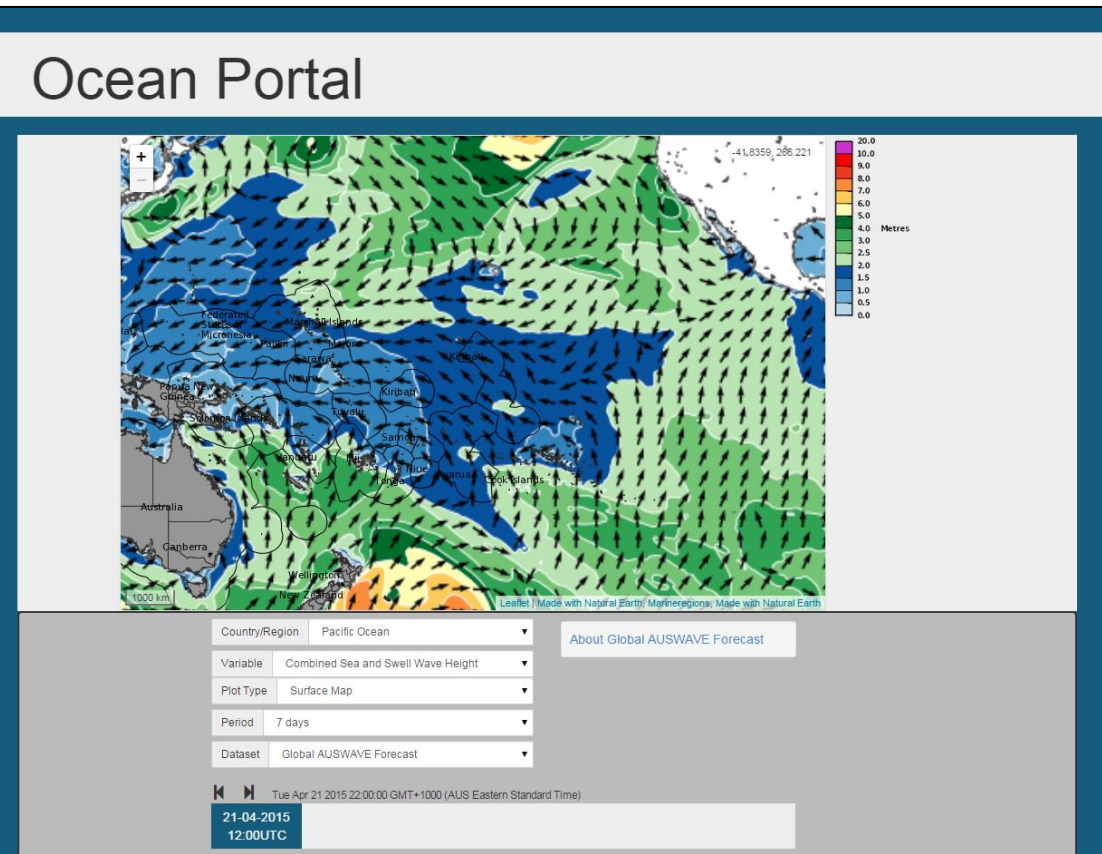 Ocean Portal
+
−
-41.8359, 266.221
20.0
10.0
9.0
8.0
7.0
6.0
5.0
4.0 Metres
3.0
2.5
2.0
1.5
1.0
0.5
0.0
Federated
States of
Micronesia
Marshall Islands
Palikir
Majuro
Tarawa
Kiribati
Nauru
Papua New
Guinea
Kiribati
Tuvalu
Solomon Islands
Samoa
Vanuatu
Fiji
Niue
Tonga
Cook Islands
Australia
Canberra
Wellington
New Zealand
1000 km
Leaflet | Made with Natural Earth, Marineregions, Made with Natural Earth
Country/Region Pacific Ocean
About Global AUSWAVE Forecast
Variable Combined Sea and Swell Wave Height
Plot Type Surface Map
Period 7 days
Dataset Global AUSWAVE Forecast
Tue Apr 21 2015 22:00:00 GMT+1000 (AUS Eastern Standard Time)
21-04-2015
12:00UTC